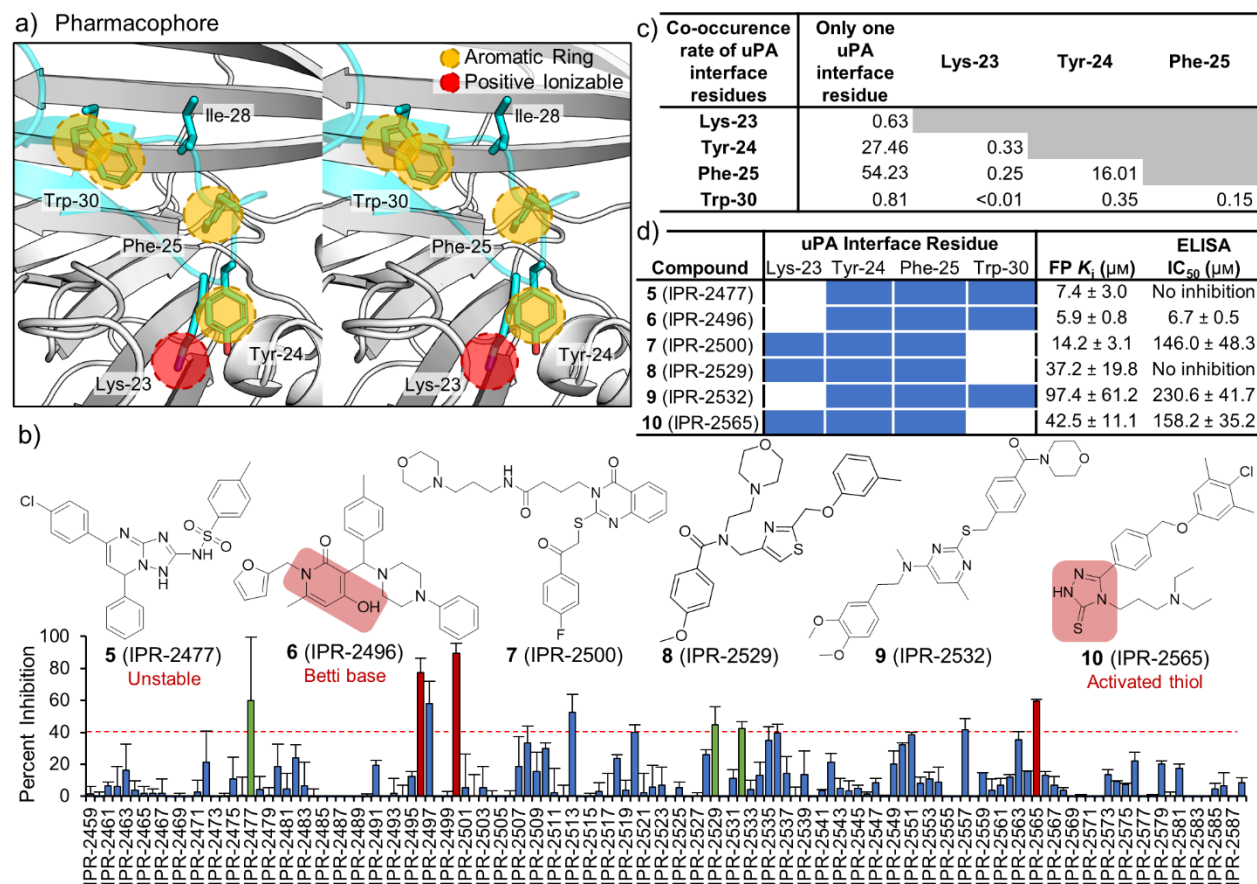 a) Pharmacophore
Aromatic Ring
Positive Ionizable
Ile-28
Trp-30
Phe-25
Tyr-24
Lys-23
Ile-28
Trp-30
Phe-25
Tyr-24
Lys-23
c)
Co-occurence rate of uPA interface residues | Only one uPA interface residue | Lys-23 | Tyr-24 | Phe-25
Lys-23 0.63
Tyr-24 27.46 0.33
Phe-25 54.23 0.25 16.01
Trp-30 0.81 <0.01 0.35 0.15
d)
uPA Interface Residue
Compound Lys-23 Tyr-24 Phe-25 Trp-30 FP Ki (μM) ELISA IC50 (μM)
5 (IPR-2477) 7.4 ± 3.0 No inhibition
6 (IPR-2496) 5.9 ± 0.8 6.7 ± 0.5
7 (IPR-2500) 14.2 ± 3.1 146.0 ± 48.3
8 (IPR-2529) 37.2 ± 19.8 No inhibition
9 (IPR-2532) 97.4 ± 61.2 230.6 ± 41.7
10 (IPR-2565) 42.5 ± 11.1 158.2 ± 35.2
b)
Cl N N N N H NH S O O
5 (IPR-2477)
Unstable
O N O OH N N
6 (IPR-2496)
Betti base
O N H N O O N N S O F
7 (IPR-2500)
O N O N O N S O
8 (IPR-2529)
O N O S N N N O O
9 (IPR-2532)
Cl O N N HN S N
10 (IPR-2565)
Activated thiol
Percent Inhibition
100
80
60
40
20
0
IPR-2459
IPR-2461
IPR-2463
IPR-2465
IPR-2467
IPR-2469
IPR-2471
IPR-2473
IPR-2475
IPR-2477
IPR-2479
IPR-2481
IPR-2483
IPR-2485
IPR-2487
IPR-2489
IPR-2491
IPR-2493
IPR-2495
IPR-2497
IPR-2499
IPR-2501
IPR-2503
IPR-2505
IPR-2507
IPR-2509
IPR-2511
IPR-2513
IPR-2515
IPR-2517
IPR-2519
IPR-2521
IPR-2523
IPR-2525
IPR-2527
IPR-2529
IPR-2531
IPR-2533
IPR-2535
IPR-2537
IPR-2539
IPR-2541
IPR-2543
IPR-2545
IPR-2547
IPR-2549
IPR-2551
IPR-2553
IPR-2555
IPR-2557
IPR-2559
IPR-2561
IPR-2563
IPR-2565
IPR-2567
IPR-2569
IPR-2571
IPR-2573
IPR-2575
IPR-2577
IPR-2579
IPR-2581
IPR-2583
IPR-2585
IPR-2587